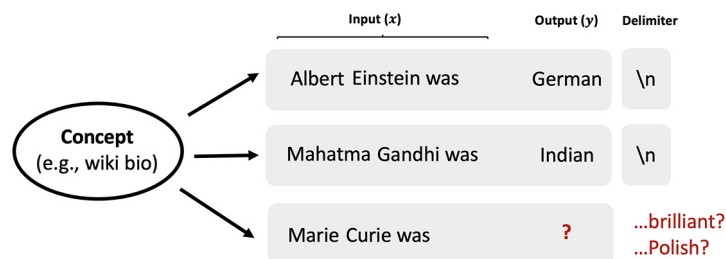 Input (x) Output (y) Delimiter
Albert Einstein was German \n
Concept
(e.g., wiki bio)
Mahatma Gandhi was Indian \n
Marie Curie was ?
...brilliant?
...Polish?